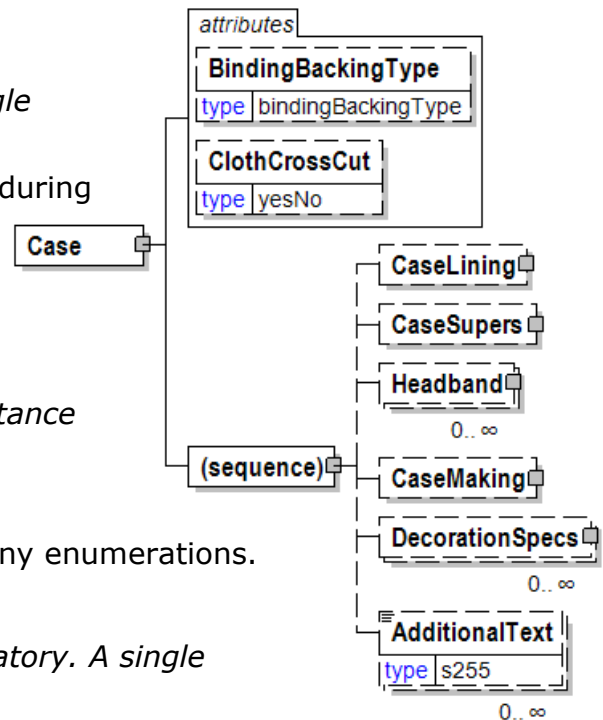 attributes
BindingBackingType
type bindingBackingType
gle
ClothCrossCut
during
type yesNo
Case
CaseLining
CaseSupers
Headband
tance
0.. ∞
(sequence)
CaseMaking
DecorationSpecs
ny enumerations.
0.. ∞
AdditionalText
atory. A single
type s255
0.. ∞